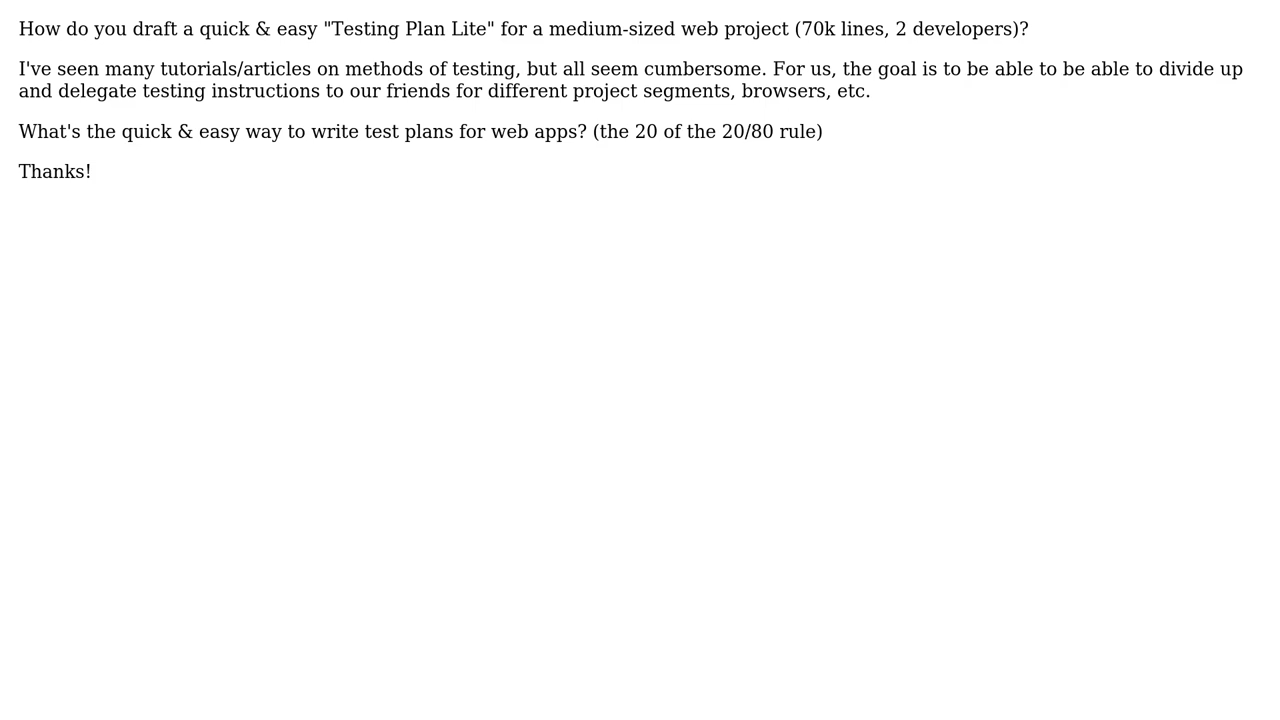 How do you draft a quick & easy "Testing Plan Lite" for a medium-sized web project (70k lines, 2 developers)?
I've seen many tutorials/articles on methods of testing, but all seem cumbersome. For us, the goal is to be able to be able to divide up
and delegate testing instructions to our friends for different project segments, browsers, etc.
What's the quick & easy way to write test plans for web apps? (the 20 of the 20/80 rule)
Thanks!